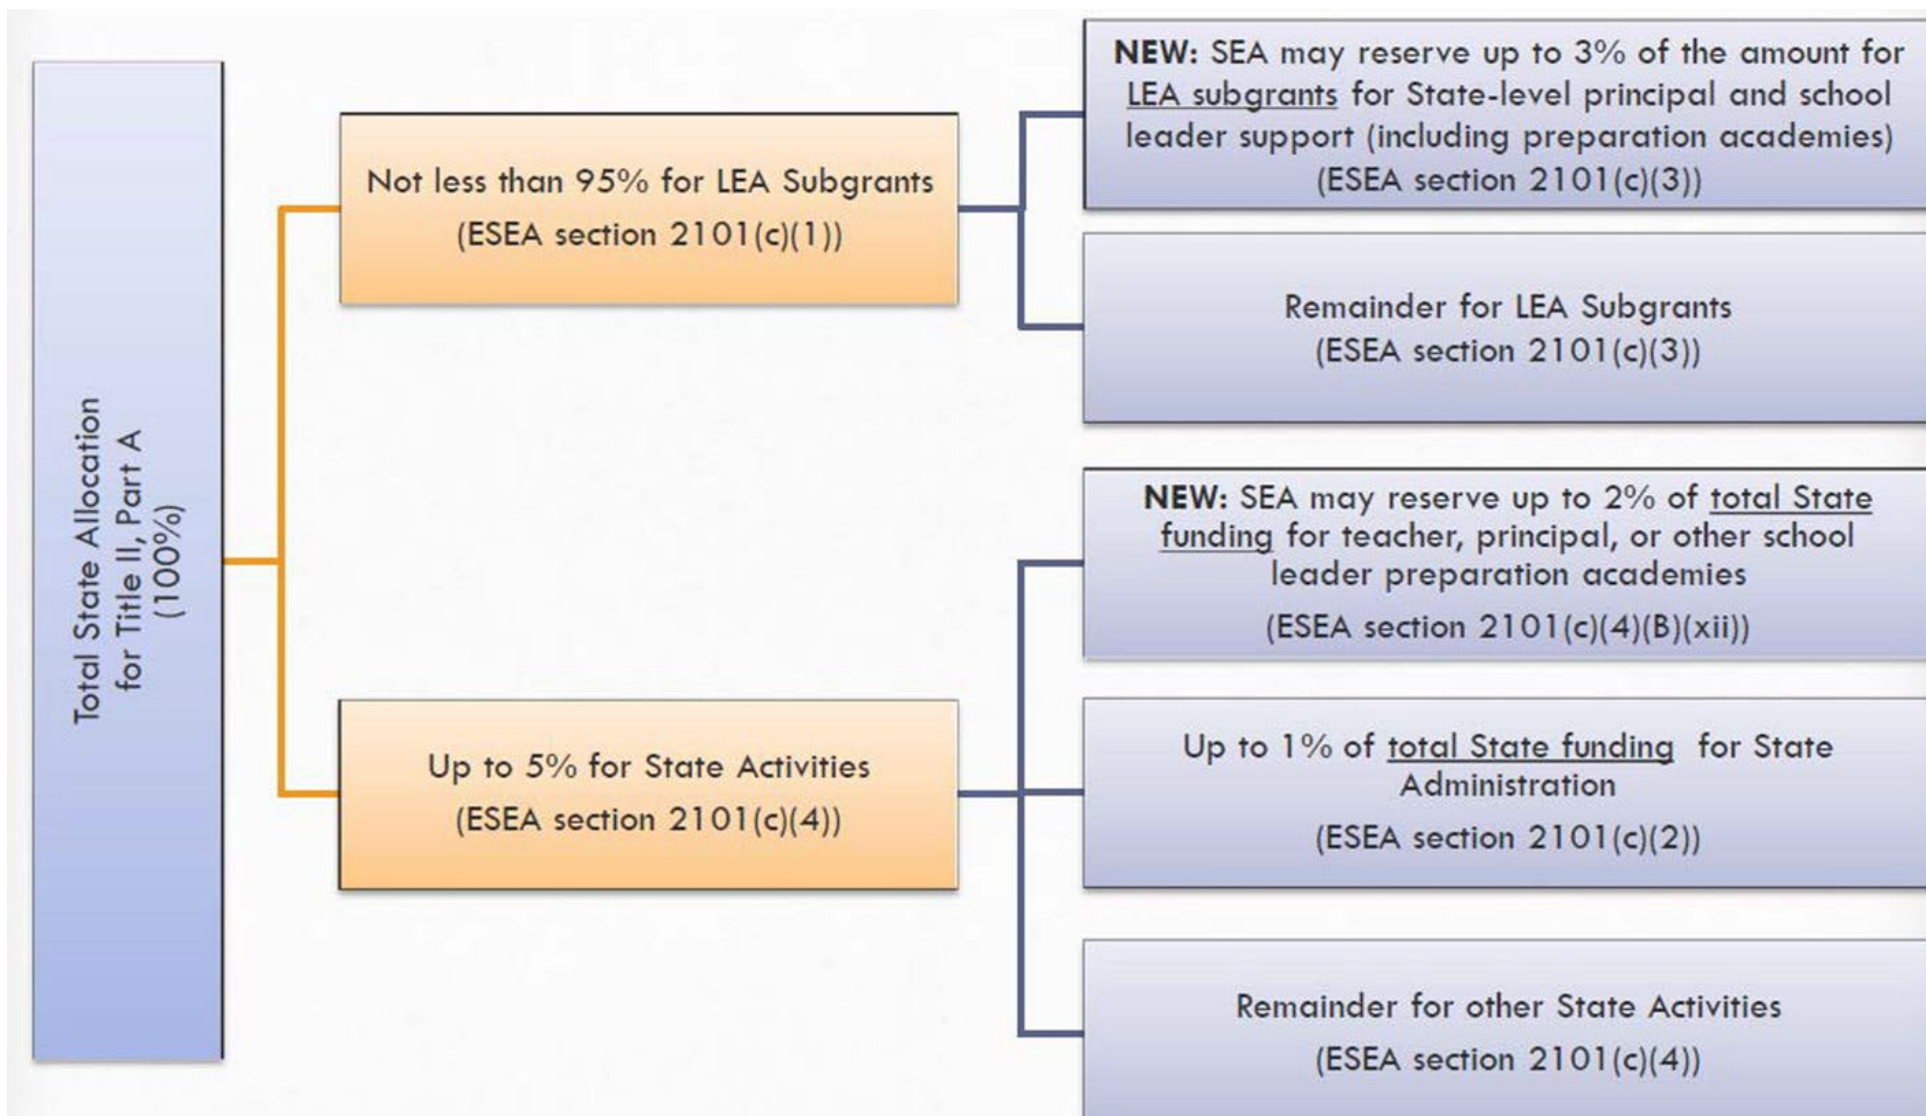 Total State Allocation
for Title II, Part A
(100%)
Not less than 95% for LEA Subgrants
(ESEA section 2101(c)(1))
NEW: SEA may reserve up to 3% of the amount for
LEA subgrants for State-level principal and school
leader support (including preparation academies)
(ESEA section 2101(c)(3))
Remainder for LEA Subgrants
(ESEA section 2101(c)(3))
Up to 5% for State Activities
(ESEA section 2101(c)(4))
NEW: SEA may reserve up to 2% of total State
funding for teacher, principal, or other school
leader preparation academies
(ESEA section 2101(c)(4)(B)(xii))
Up to 1% of total State funding for State
Administration
(ESEA section 2101(c)(2))
Remainder for other State Activities
(ESEA section 2101(c)(4))